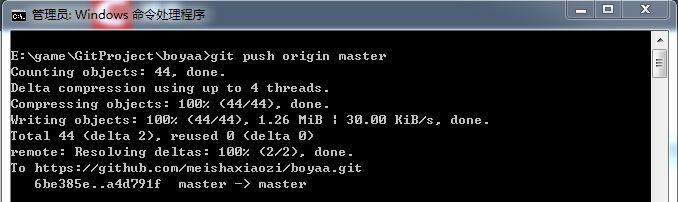 管理员: Windows 命令处理程序
E:\game\GitProject\boyaa>git push origin master
Counting objects: 44, done.
Delta compression using up to 4 threads.
Compressing objects: 100% (44/44), done.
Writing objects: 100% (44/44), 1.26 MiB ¦ 30.00 KiB/s, done.
Total 44 (delta 2), reused 0 (delta 0)
remote: Resolving deltas: 100% (2/2), done.
To https://github.com/meishaxiaozi/boyaa.git
   6be385e..a4d791f  master -> master